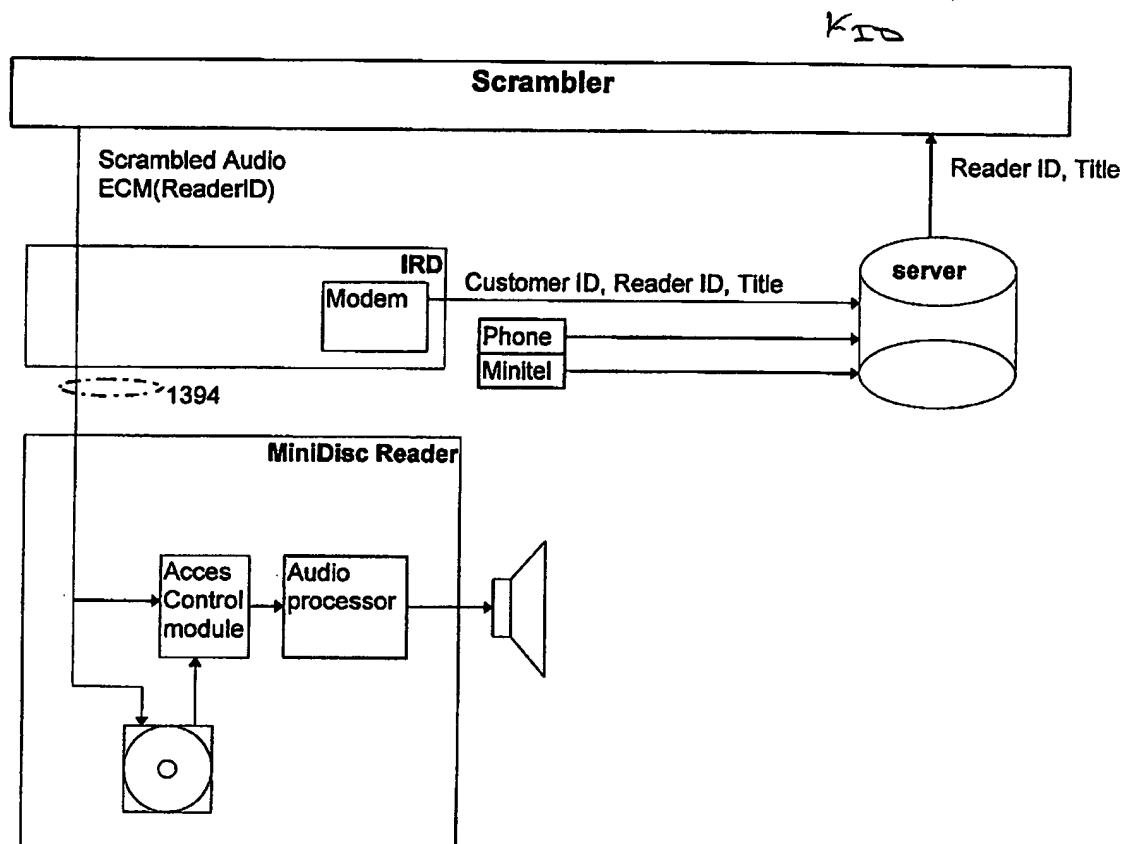 K ID
Scrambler
Scrambled Audio
ECM(ReaderID)
Reader ID, Title
IRD
Modem
Customer ID, Reader ID, Title
server
Phone
Minitel
1394
MiniDisc Reader
Acces
Control
module
Audio
processor